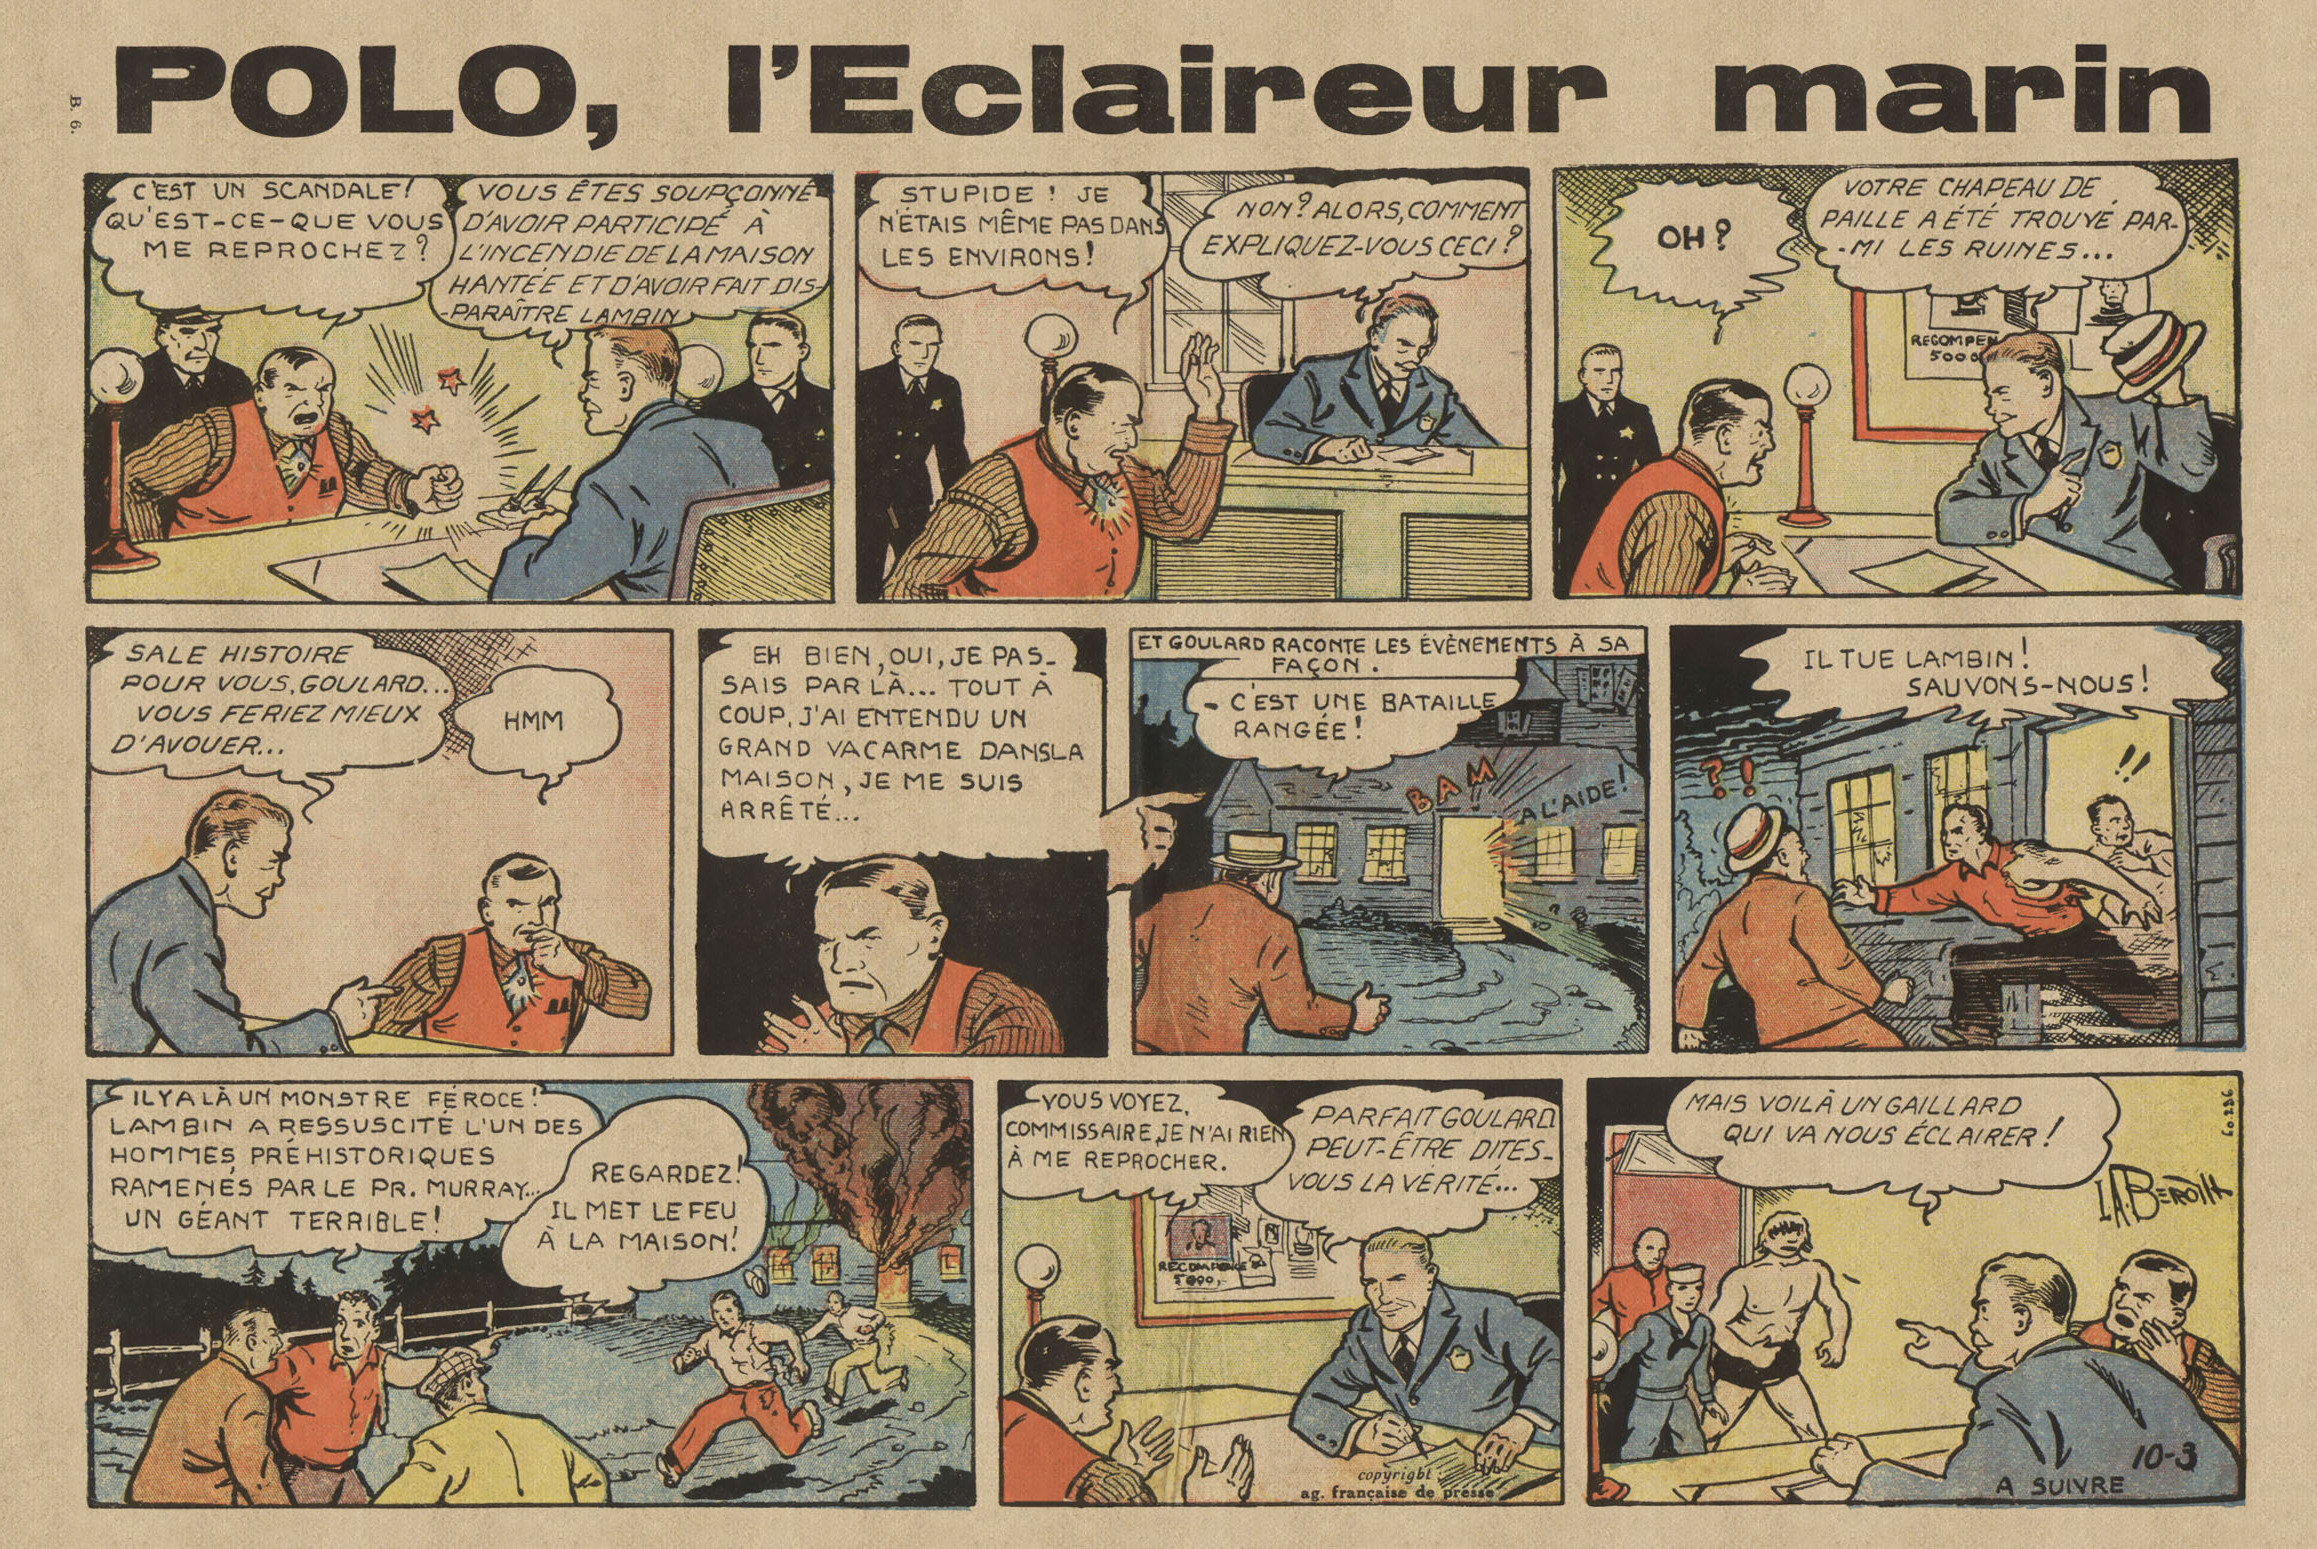 POLO, l'Eclaireur marin
B. 6.
C'EST UN SCANDALE!
QU'EST-CE-QUE VOUS
ME REPROCHEZ?
VOUS ÊTES SOUPÇONNÉ
D'AVOIR PARTICIPÉ À
L'INCENDIE DE LA MAISON
HANTÉE ET D'AVOIR FAIT DIS-
-PARAÎTRE LAMBIN
STUPIDE! JE
N'ÉTAIS MÊME PAS DANS
LES ENVIRONS!
NON? ALORS, COMMENT
EXPLIQUEZ-VOUS CECI?
OH?
VOTRE CHAPEAU DE
PAILLE A ÉTÉ TROUVÉ PAR-
-MI LES RUINES...
RECOMPEN
5000
SALE HISTOIRE
POUR VOUS, GOULARD...
VOUS FERIEZ MIEUX
D'AVOUER...
HMM
EH BIEN, OUI, JE PAS-
SAIS PAR LÀ... TOUT À
COUP, J'AI ENTENDU UN
GRAND VACARME DANSLA
MAISON, JE ME SUIS
ARRÊTÉ...
ET GOULARD RACONTE LES ÉVÈNEMENTS À SA
FAÇON.
- C'EST UNE BATAILLE
RANGÉE!
BAM
A L'AIDE!
IL TUE LAMBIN!
SAUVONS-NOUS!
?!
!!
IL Y A LÀ UN MONSTRE FÉROCE!
LAMBIN A RESSUSCITÉ L'UN DES
HOMMES PRÉHISTORIQUES
RAMENÉS PAR LE PR. MURRAY...
UN GÉANT TERRIBLE!
REGARDEZ!
IL MET LE FEU
À LA MAISON!
VOUS VOYEZ,
COMMISSAIRE, JE N'AI RIEN
À ME REPROCHER.
PARFAIT GOULARD
PEUT-ÊTRE DITES-
VOUS LA VÉRITÉ...
RECOMPENCE
5000,-
copyright:
ag. française de presse
MAIS VOILÀ UN GAILLARD
QUI VA NOUS ÉCLAIRER!
60.286
10-3
A SUIVRE